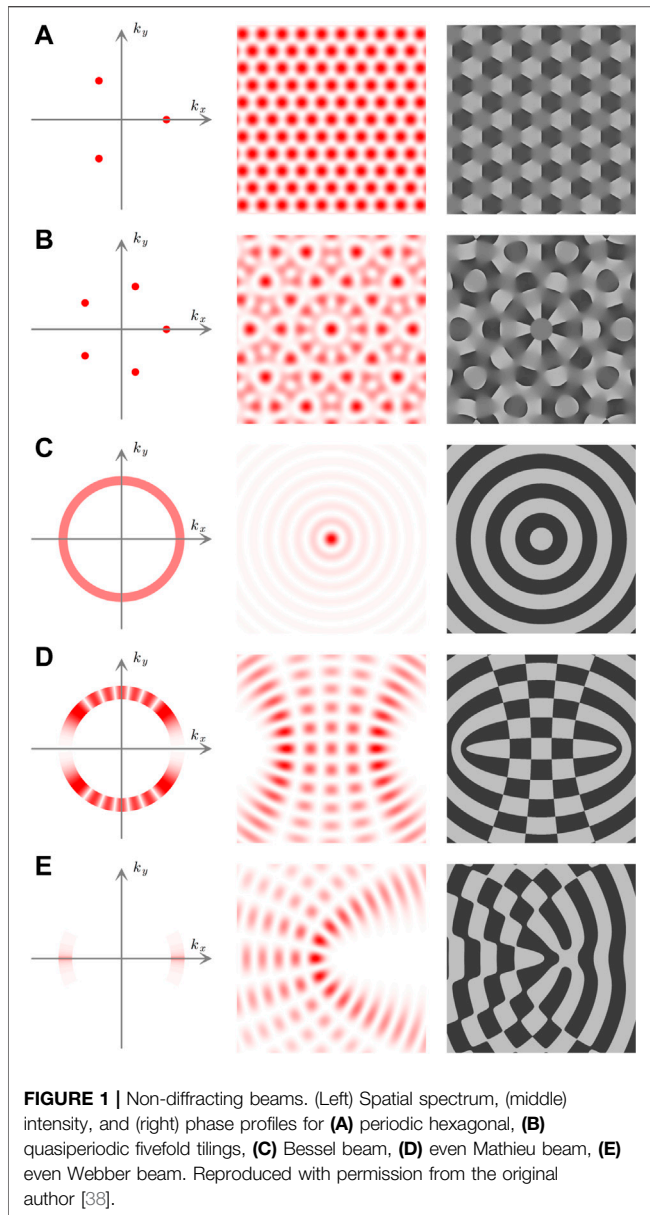 A
k_y
k_x
B
k_y
k_x
C
k_y
k_x
D
k_y
k_x
E
k_y
k_x
FIGURE 1 | Non-diffracting beams. (Left) Spatial spectrum, (middle)
intensity, and (right) phase profiles for (A) periodic hexagonal, (B)
quasiperiodic fivefold tilings, (C) Bessel beam, (D) even Mathieu beam, (E)
even Webber beam. Reproduced with permission from the original
author [38].